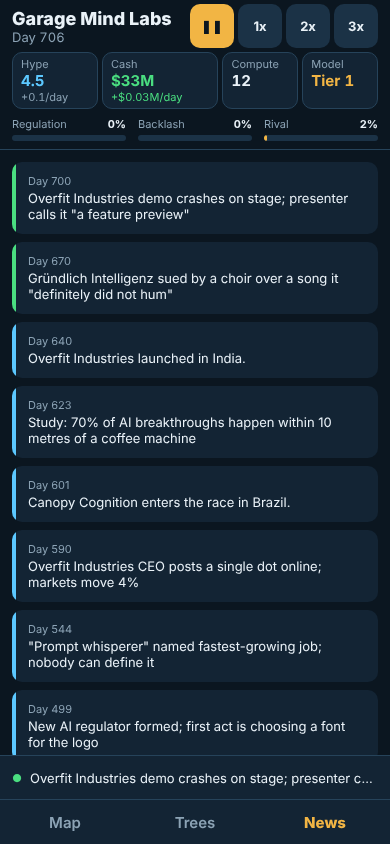 Garage Mind Labs
Day 706
1x
2x
3x
Hype
4.5
+0.1/day
Cash
$33M
+$0.03M/day
Compute
12
Model
Tier 1
Regulation 0%
Backlash 0%
Rival 2%
Day 700
Overfit Industries demo crashes on stage; presenter
calls it "a feature preview"
Day 670
Gründlich Intelligenz sued by a choir over a song it
"definitely did not hum"
Day 640
Overfit Industries launched in India.
Day 623
Study: 70% of AI breakthroughs happen within 10
metres of a coffee machine
Day 601
Canopy Cognition enters the race in Brazil.
Day 590
Overfit Industries CEO posts a single dot online;
markets move 4%
Day 544
"Prompt whisperer" named fastest-growing job;
nobody can define it
Day 499
New AI regulator formed; first act is choosing a font
for the logo
Overfit Industries demo crashes on stage; presenter c...
Map
Trees
News